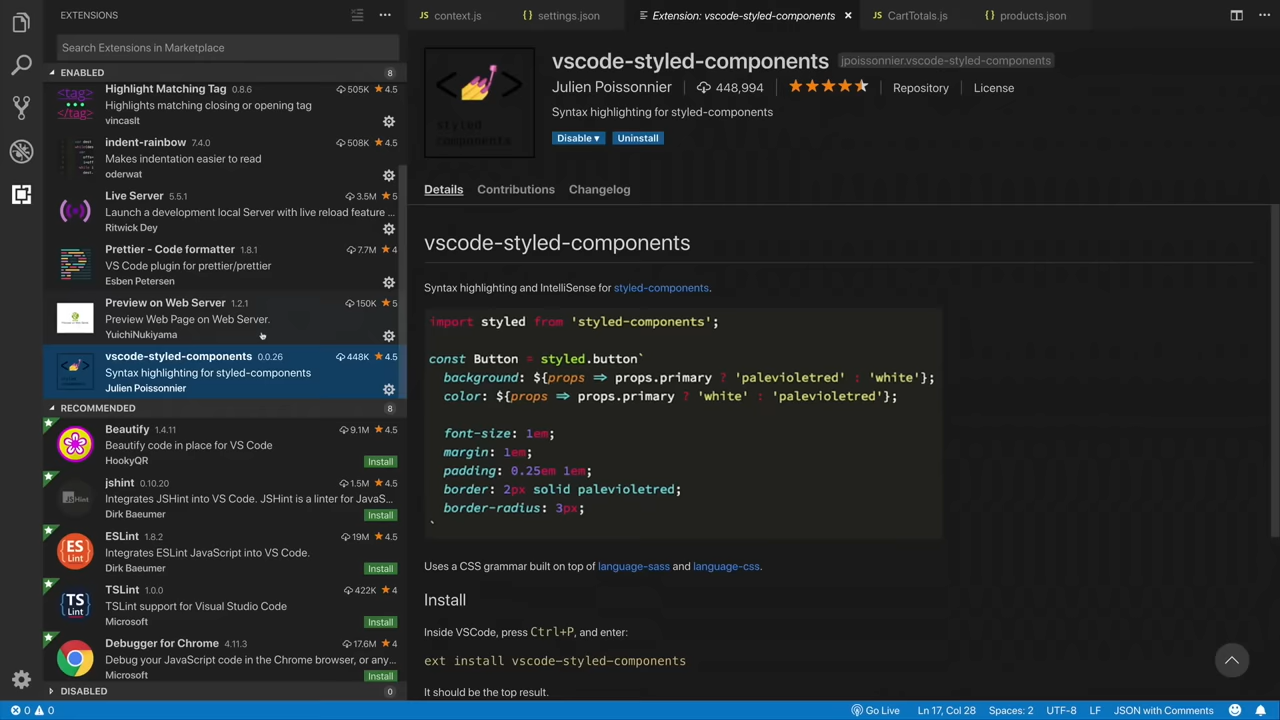 EXTENSIONS
Search Extensions in Marketplace
ENABLED 8
Highlight Matching Tag 0.8.6 505K 4.5
Highlights matching closing or opening tag
vincaslt
indent-rainbow 7.4.0 508K 4.5
Makes indentation easier to read
oderwat
Live Server 5.5.1 3.5M 5
Launch a development local Server with live reload feature ...
Ritwick Dey
Prettier - Code formatter 1.8.1 7.7M 4
VS Code plugin for prettier/prettier
Esben Petersen
Preview on Web Server 1.2.1 150K 5
Preview Web Page on Web Server.
YuichiNukiyama
vscode-styled-components 0.0.26 448K 4.5
Syntax highlighting for styled-components
Julien Poissonnier
RECOMMENDED 8
Beautify 1.4.11 9.1M 4.5
Beautify code in place for VS Code
HookyQR
Install
jshint 0.10.20 1.5M 4.5
Integrates JSHint into VS Code. JSHint is a linter for JavaS...
Dirk Baeumer
Install
ESLint 1.8.2 19M 4.5
Integrates ESLint JavaScript into VS Code.
Dirk Baeumer
Install
TSLint 1.0.0 422K 4
TSLint support for Visual Studio Code
Microsoft
Install
Debugger for Chrome 4.11.3 17.6M 4
Debug your JavaScript code in the Chrome browser, or any...
Microsoft
Install
DISABLED 0
JS context.js {} settings.json Extension: vscode-styled-components × JS CartTotals.js {} products.json
<tag>
</tag>
JSHint
ES
Lint
TS
Lint
styled
components
vscode-styled-components jpoissonnier.vscode-styled-components
Julien Poissonnier 448,994 Repository License
Syntax highlighting for styled-components
Disable▾ Uninstall
Details Contributions Changelog
vscode-styled-components
Syntax highlighting and IntelliSense for styled-components.
import styled from 'styled-components';
const Button = styled.button`
background: ${props ⇒ props.primary ? 'palevioletred' : 'white'};
color: ${props ⇒ props.primary ? 'white' : 'palevioletred'};
font-size: 1em;
margin: 1em;
padding: 0.25em 1em;
border: 2px solid palevioletred;
border-radius: 3px;
`
Uses a CSS grammar built on top of language-sass and language-css.
Install
Inside VSCode, press Ctrl+P, and enter:
ext install vscode-styled-components
It should be the top result.
0 0 Go Live Ln 17, Col 28 Spaces: 2 UTF-8 LF JSON with Comments